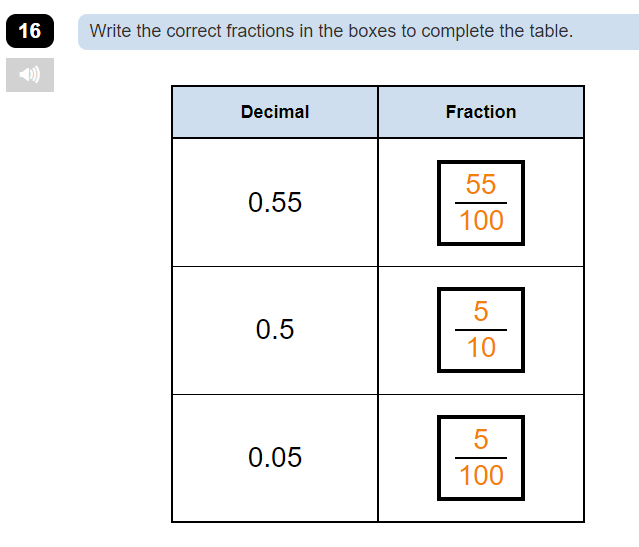 16
Write the correct fractions in the boxes to complete the table.
Decimal Fraction
0.55 55/100
0.5 5/10
0.05 5/100